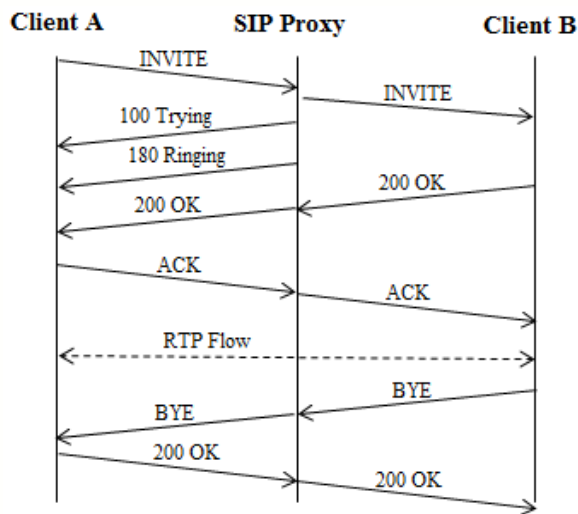 Client A SIP Proxy Client B
INVITE
INVITE
100 Trying
180 Ringing
200 OK
200 OK
ACK
ACK
RTP Flow
BYE
BYE
200 OK
200 OK